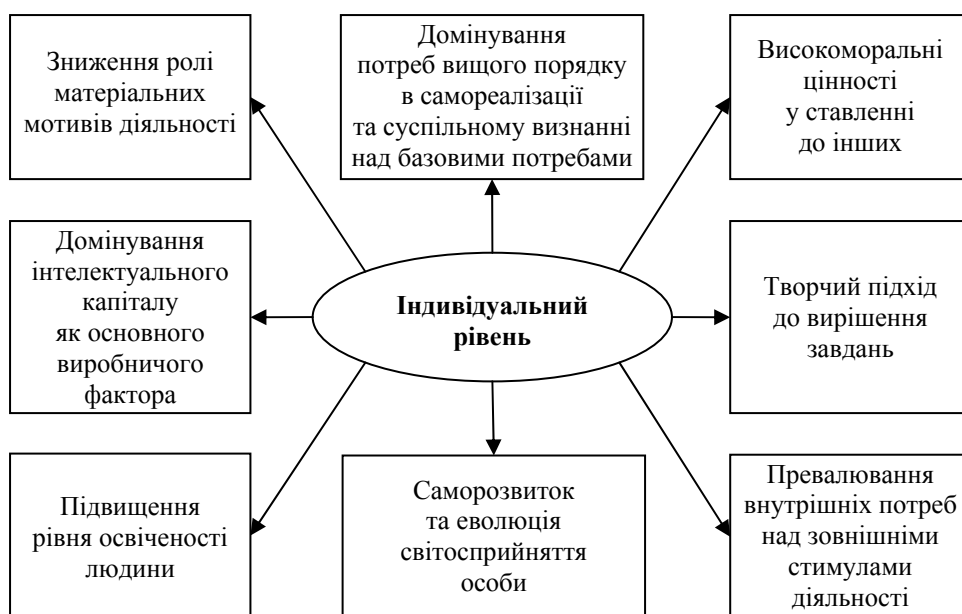 Зниження ролі
матеріальних
мотивів діяльності
Домінування
потреб вищого порядку
в самореалізації
та суспільному визнанні
над базовими потребами
Високоморальні
цінності
у ставленні
до інших
Домінування
інтелектуального
капіталу
як основного
виробничого
фактора
Індивідуальний
рівень
Творчий підхід
до вирішення
завдань
Підвищення
рівня освіченості
людини
Саморозвиток
та еволюція
світосприйняття
особи
Превалювання
внутрішніх потреб
над зовнішніми
стимулами
діяльності